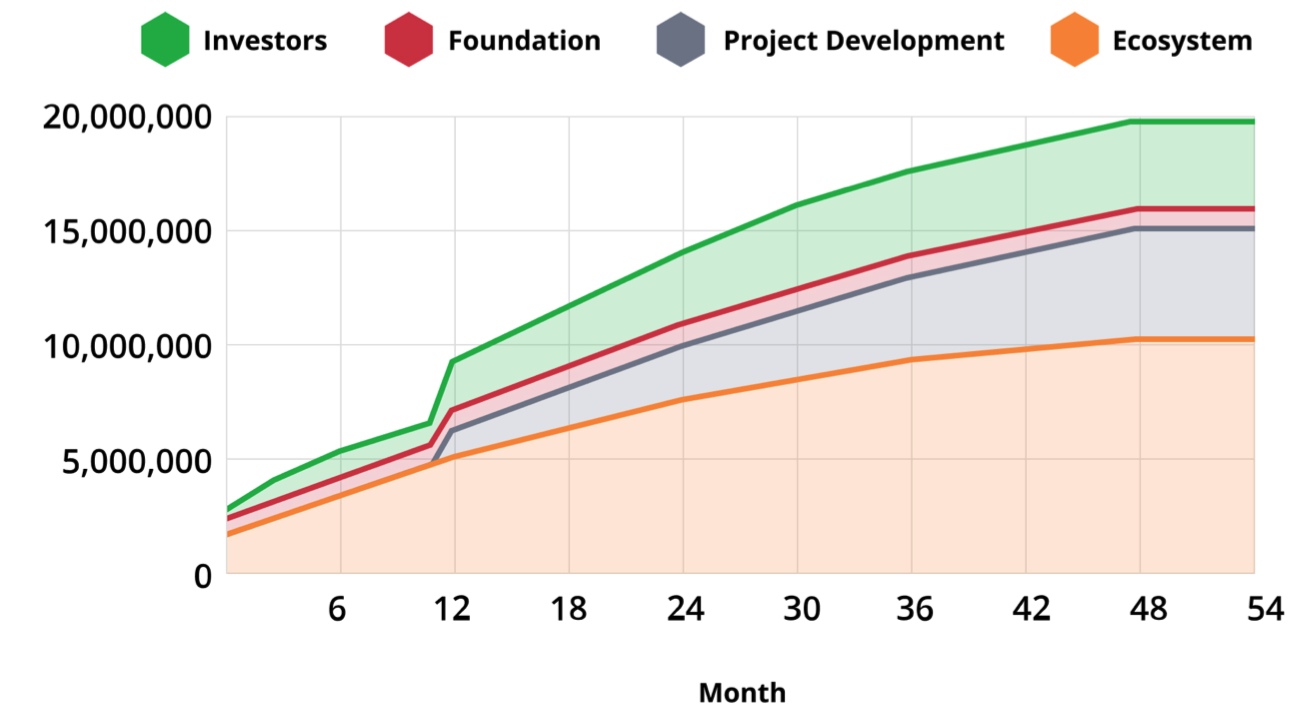 Investors Foundation Project Development Ecosystem
20,000,000
15,000,000
10,000,000
5,000,000
0
6 12 18 24 30 36 42 48 54
Month